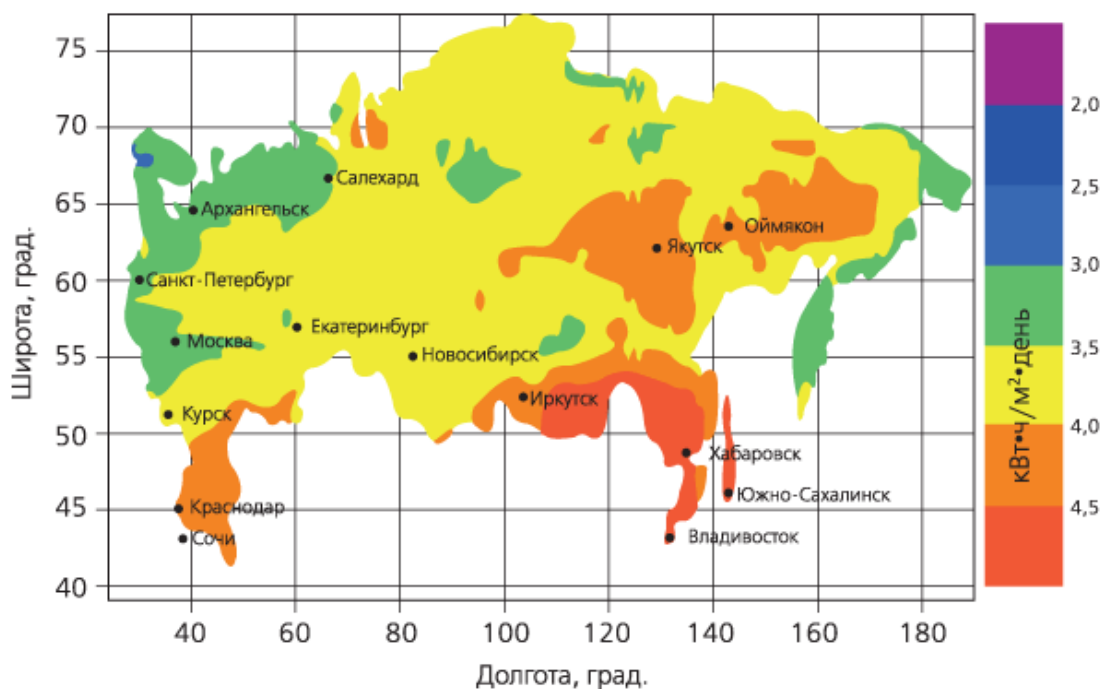 75
70
65
60
55
50
45
40
Широта, град.
40
60
80
100
120
140
160
180
Долгота, град.
Салехард
Архангельск
Якутск
Оймякон
Санкт-Петербург
Екатеринбург
Москва
Новосибирск
Курск
Иркутск
Хабаровск
Краснодар
Южно-Сахалинск
Сочи
Владивосток
2,0
2,5
3,0
3,5
4,0
4,5
кВт•ч/м²•день